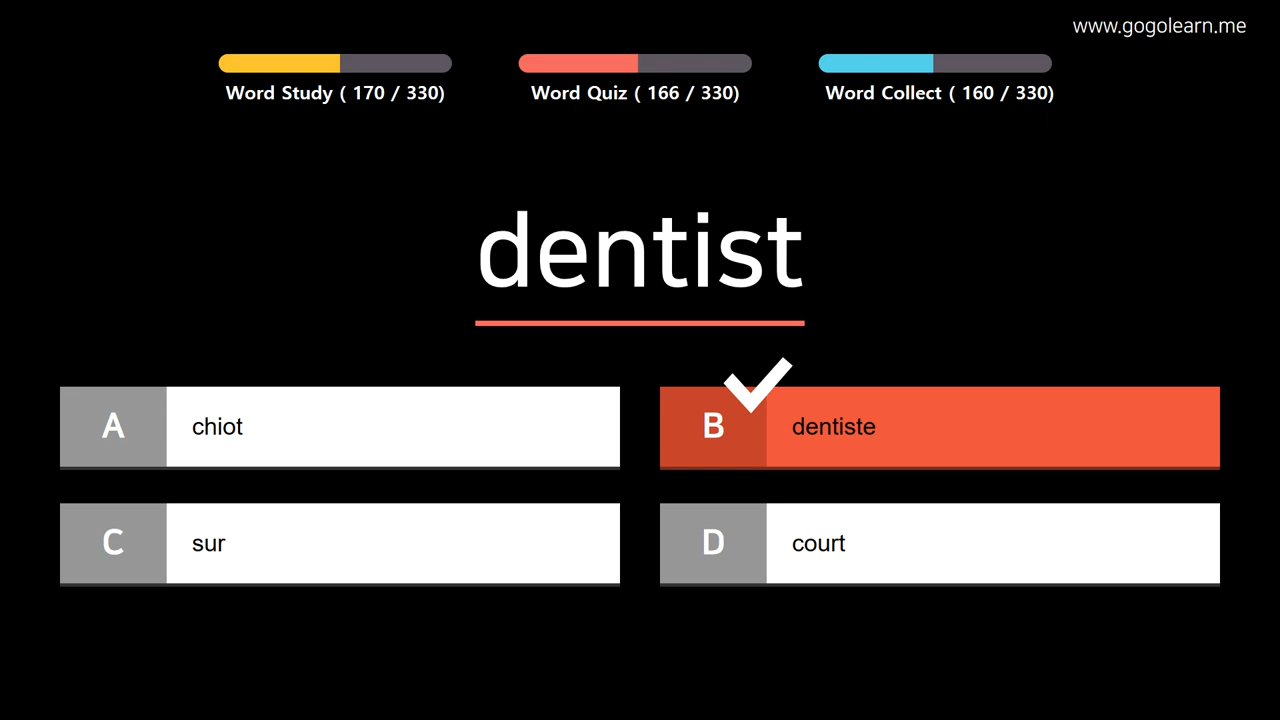 www.gogolearn.me
Word Study ( 170 / 330)
Word Quiz ( 166 / 330)
Word Collect ( 160 / 330)
dentist
A chiot
B dentiste
C sur
D court